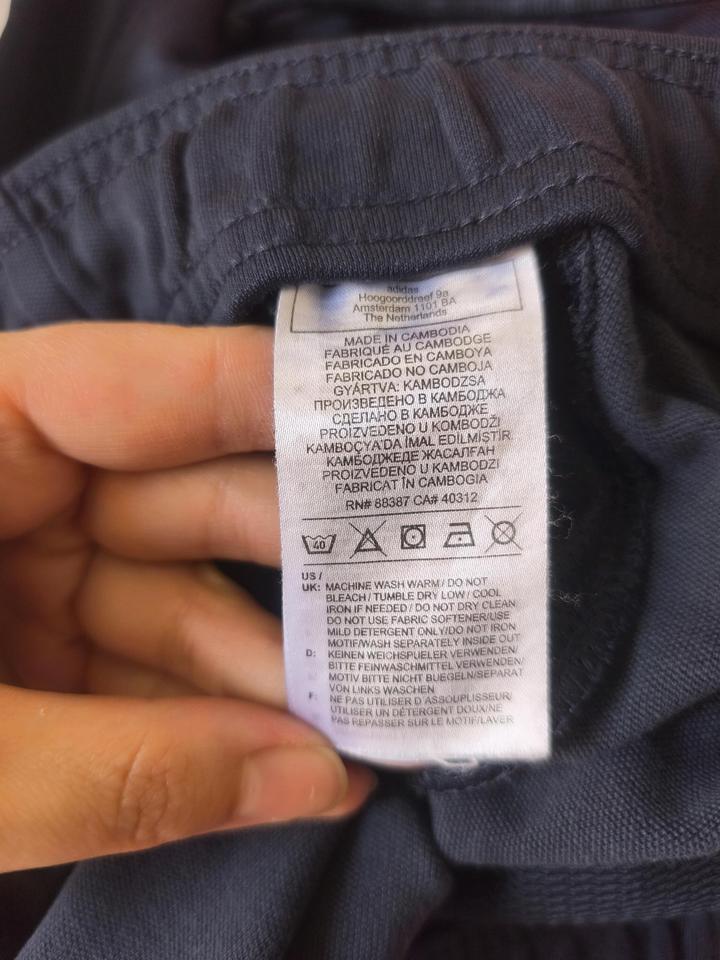 adidas
Hoogoorddreef 9a
Amsterdam 1101 BA
The Netherlands
MADE IN CAMBODIA
FABRIQUÉ AU CAMBODGE
FABRICADO EN CAMBOYA
FABRICADO NO CAMBOJA
GYÁRTVA: KAMBODZSA
ПРОИЗВЕДЕНО В КАМБОДЖА
СДЕЛАНО В КАМБОДЖЕ
PROIZVEDENO U KOMBODŽI
KAMBOÇYA'DA İMAL EDİLMİŞTİR.
КАМБОДЖЕДЕ ЖАСАЛҒАН
PROIZVEDENO U KAMBODZI
FABRICAT ÎN CAMBOGIA
RN# 88387 CA# 40312
40
US /
UK: MACHINE WASH WARM / DO NOT
BLEACH / TUMBLE DRY LOW / COOL
IRON IF NEEDED / DO NOT DRY CLEAN
DO NOT USE FABRIC SOFTENER/USE
MILD DETERGENT ONLY/DO NOT IRON
MOTIF/WASH SEPARATELY INSIDE OUT
D: KEINEN WEICHSPUELER VERWENDEN/
BITTE FEINWASCHMITTEL VERWENDEN/
MOTIV BITTE NICHT BUEGELN/SEPARAT
VON LINKS WASCHEN
F: NE PAS UTILISER D ASSOUPLISSEUR/
UTILISER UN DÉTERGENT DOUX/NE
PAS REPASSER SUR LE MOTIF/LAVER